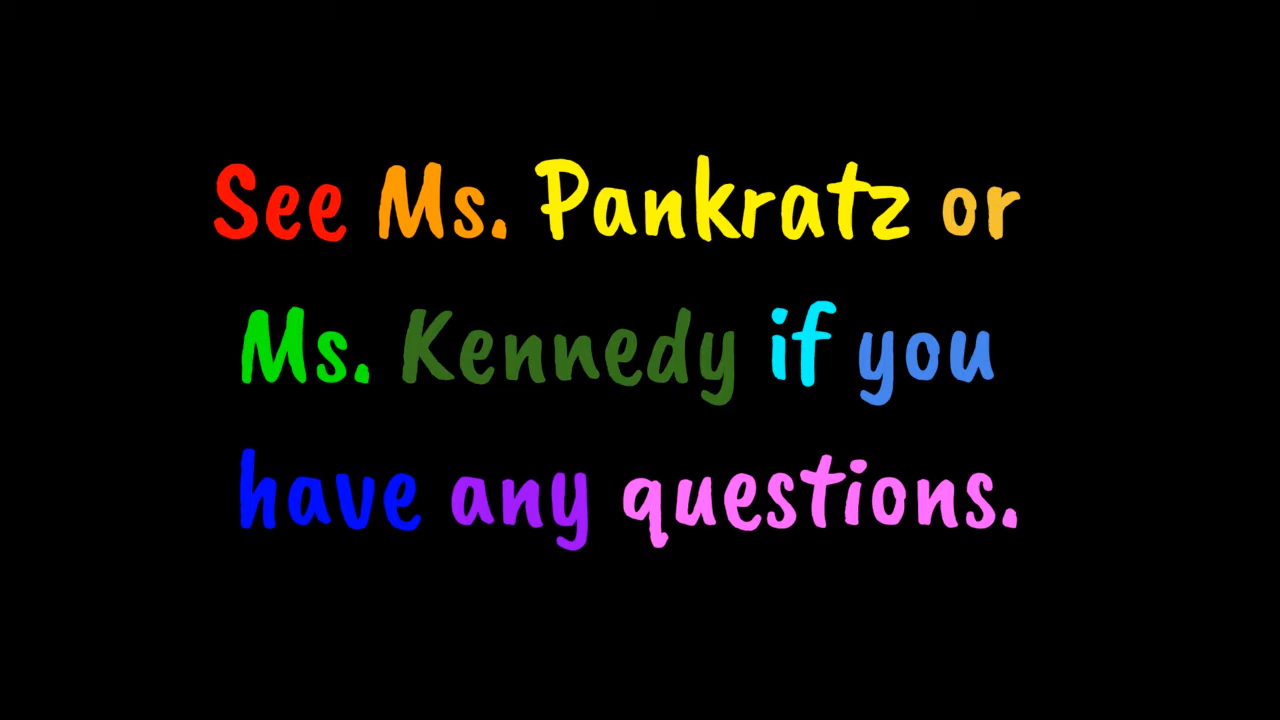 See Ms. Pankratz or
Ms. Kennedy if you
have any questions.